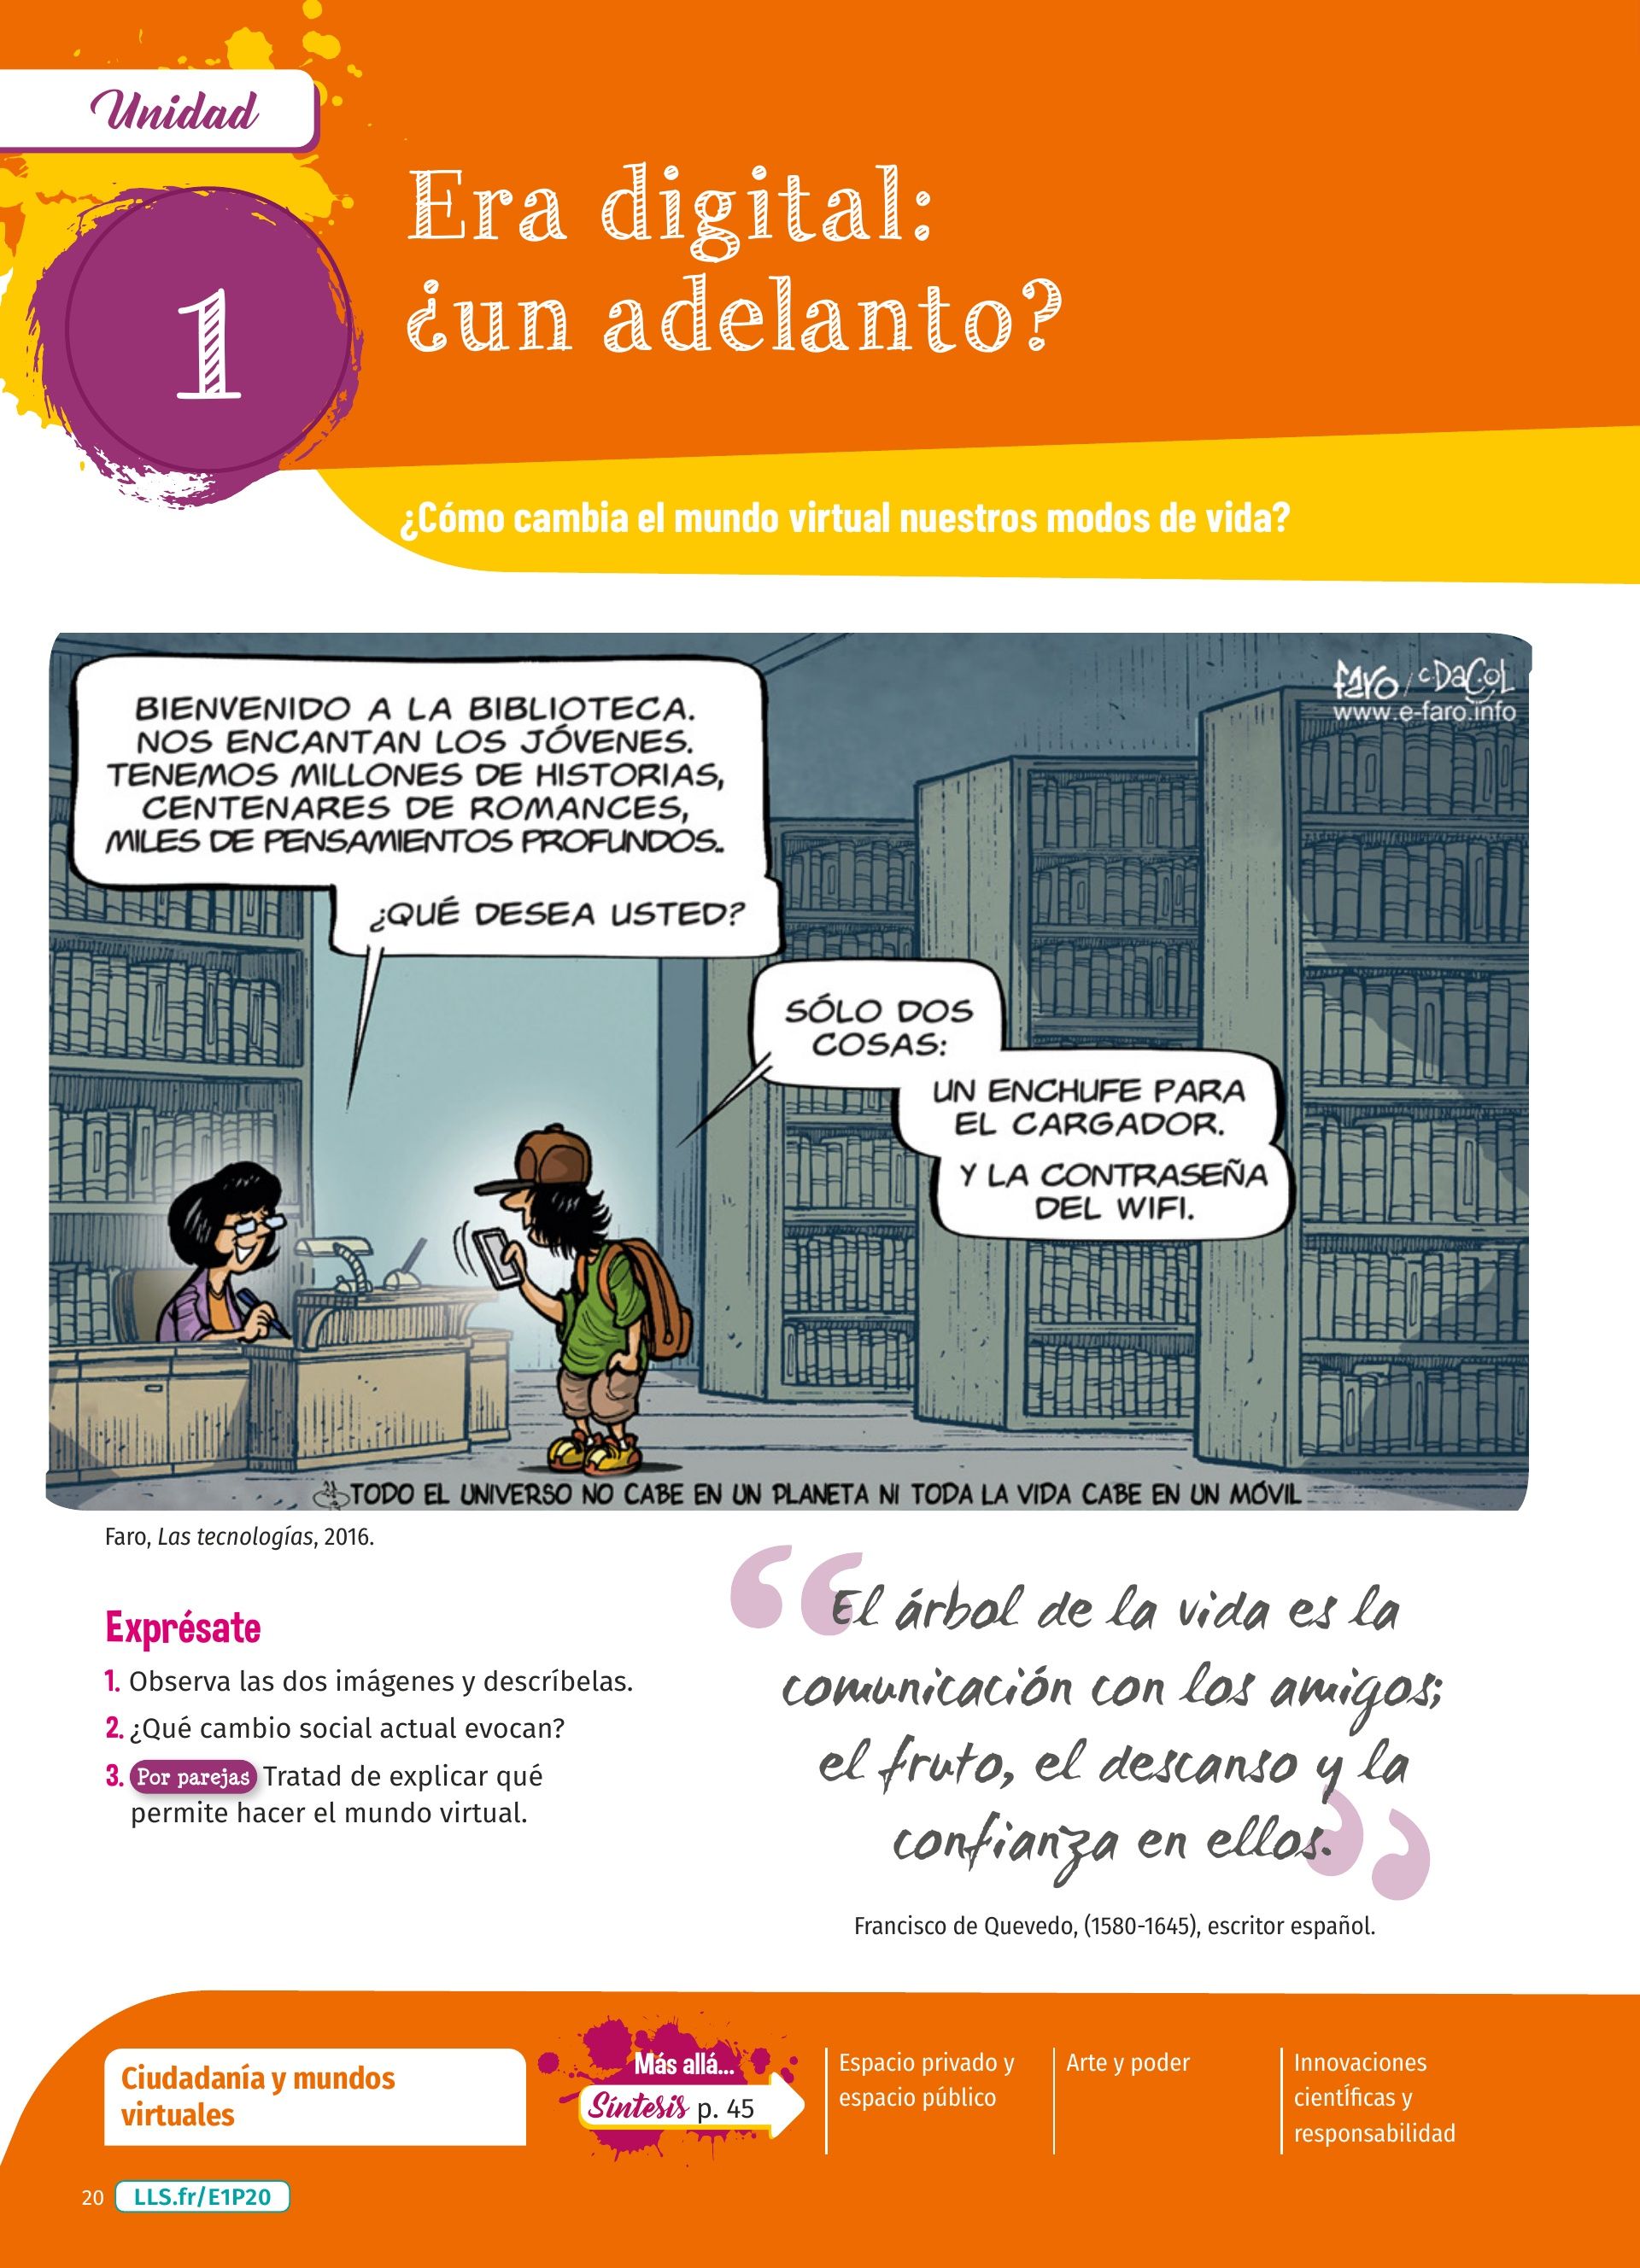 Unidad
1
Era digital:
¿un adelanto?
¿Cómo cambia el mundo virtual nuestros modos de vida?
BIENVENIDO A LA BIBLIOTECA.
NOS ENCANTAN LOS JÓVENES.
TENEMOS MILLONES DE HISTORIAS,
CENTENARES DE ROMANCES,
MILES DE PENSAMIENTOS PROFUNDOS..
¿QUÉ DESEA USTED?
faro / c.DaCol
www.e-faro.info
SÓLO DOS
COSAS:
UN ENCHUFE PARA
EL CARGADOR.
Y LA CONTRASEÑA
DEL WIFI.
TODO EL UNIVERSO NO CABE EN UN PLANETA NI TODA LA VIDA CABE EN UN MÓVIL
Faro, Las tecnologías, 2016.
Exprésate
1. Observa las dos imágenes y descríbelas.
2. ¿Qué cambio social actual evocan?
3. Por parejas Tratad de explicar qué
permite hacer el mundo virtual.
“El árbol de la vida es la
comunicación con los amigos;
el fruto, el descanso y la
confianza en ellos.”
Francisco de Quevedo, (1580-1645), escritor español.
Ciudadanía y mundos
virtuales
Más allá...
Síntesis p. 45
Espacio privado y
espacio público
Arte y poder
Innovaciones
científicas y
responsabilidad
20 LLS.fr/E1P20